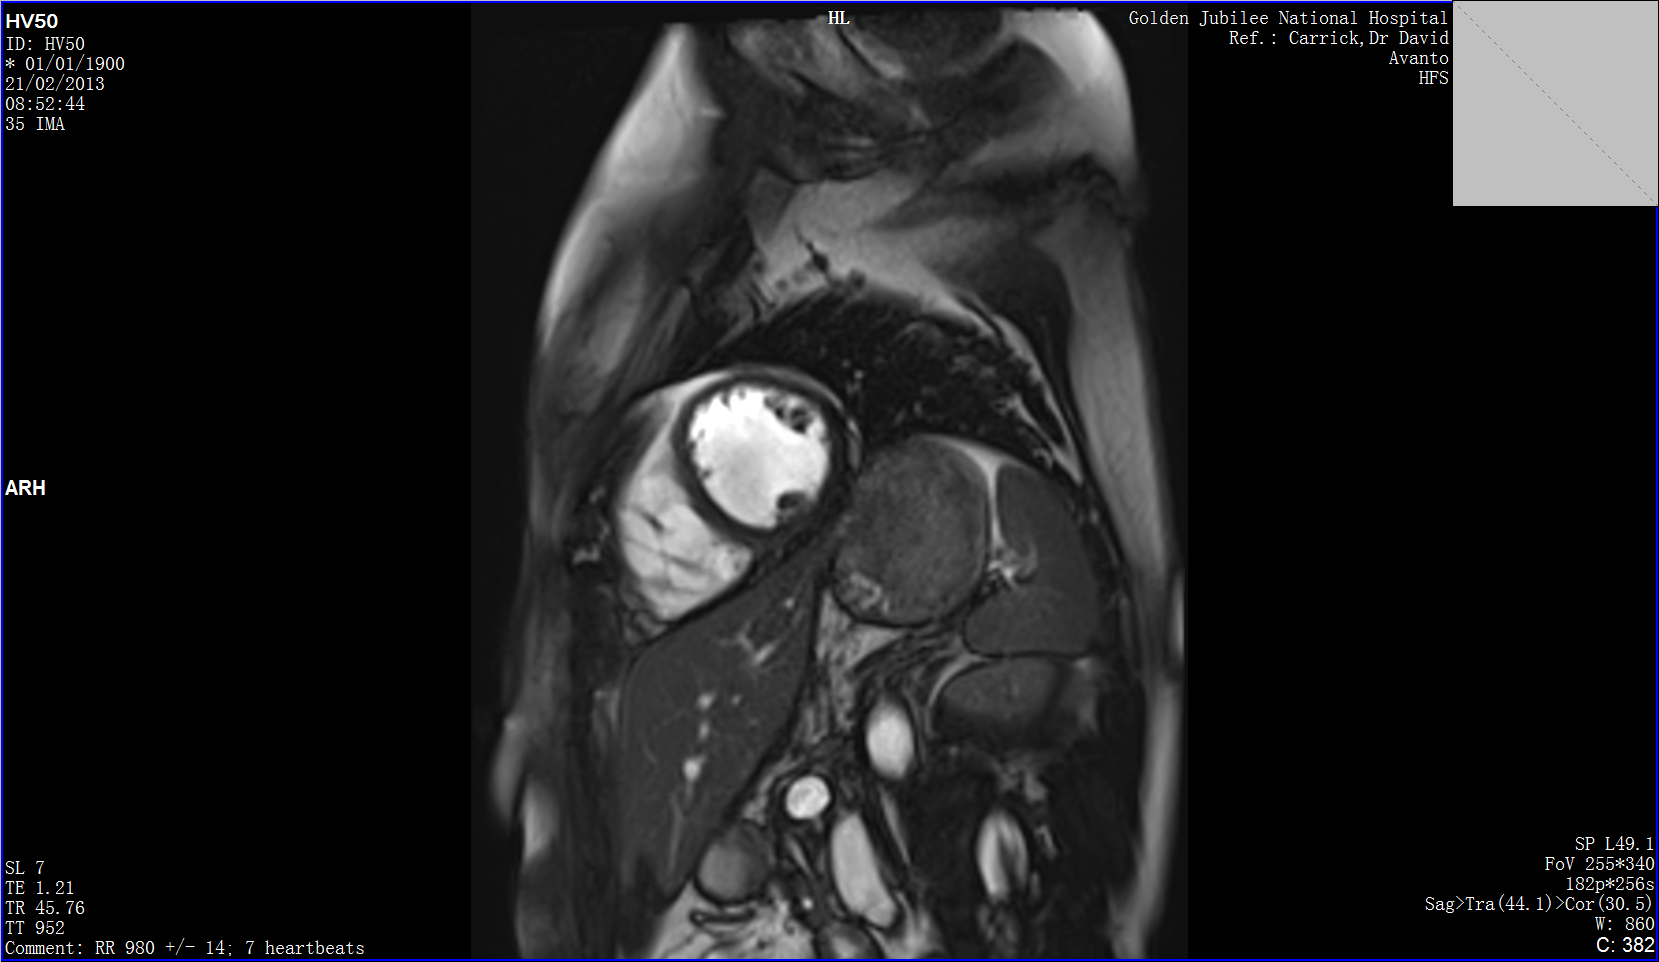 HV50
ID: HV50
* 01/01/1900
21/02/2013
08:52:44
35 IMA
HL
Golden Jubilee National Hospital
Ref.: Carrick,Dr David
Avanto
HFS
ARH
SL 7
TE 1.21
TR 45.76
TT 952
Comment: RR 980 +/- 14; 7 heartbeats
SP L49.1
FoV 255*340
182p*256s
Sag>Tra(44.1)>Cor(30.5)
W: 860
C: 382